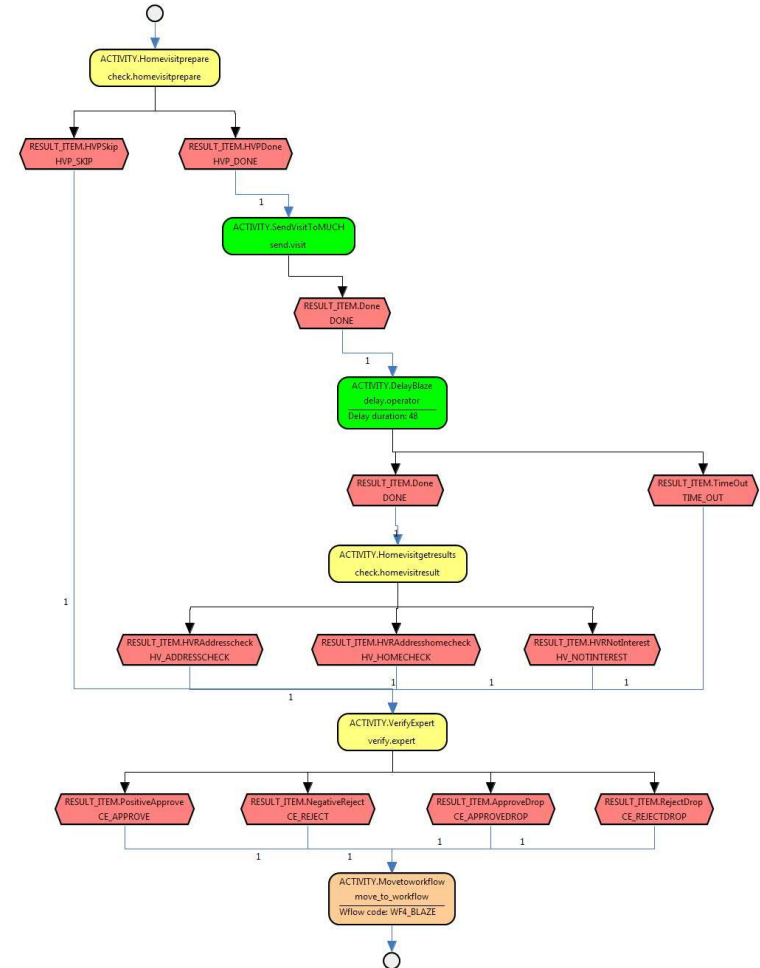 ACTIVITY.Homevisitprepare
check.homevisitprepare
RESULT_ITEM.HVPSkip
HVP_SKIP
RESULT_ITEM.HVPDone
HVP_DONE
1
ACTIVITY.SendVisitToMUCH
send.visit
RESULT_ITEM.Done
DONE
1
ACTIVITY.DelayBlaze
delay.operator
Delay duration: 48
RESULT_ITEM.Done
DONE
RESULT_ITEM.TimeOut
TIME_OUT
1
ACTIVITY.Homevisitgetresults
check.homevisitresult
1
RESULT_ITEM.HVRAddresscheck
HV_ADDRESSCHECK
RESULT_ITEM.HVRAddresshomecheck
HV_HOMECHECK
RESULT_ITEM.HVRNotInterest
HV_NOTINTEREST
1
1
1
1
ACTIVITY.VerifyExpert
verify.expert
RESULT_ITEM.PositiveApprove
CE_APPROVE
RESULT_ITEM.NegativeReject
CE_REJECT
RESULT_ITEM.ApproveDrop
CE_APPROVEDROP
RESULT_ITEM.RejectDrop
CE_REJECTDROP
1
1
1
1
ACTIVITY.Movetoworkflow
move_to_workflow
Wflow code: WF4_BLAZE